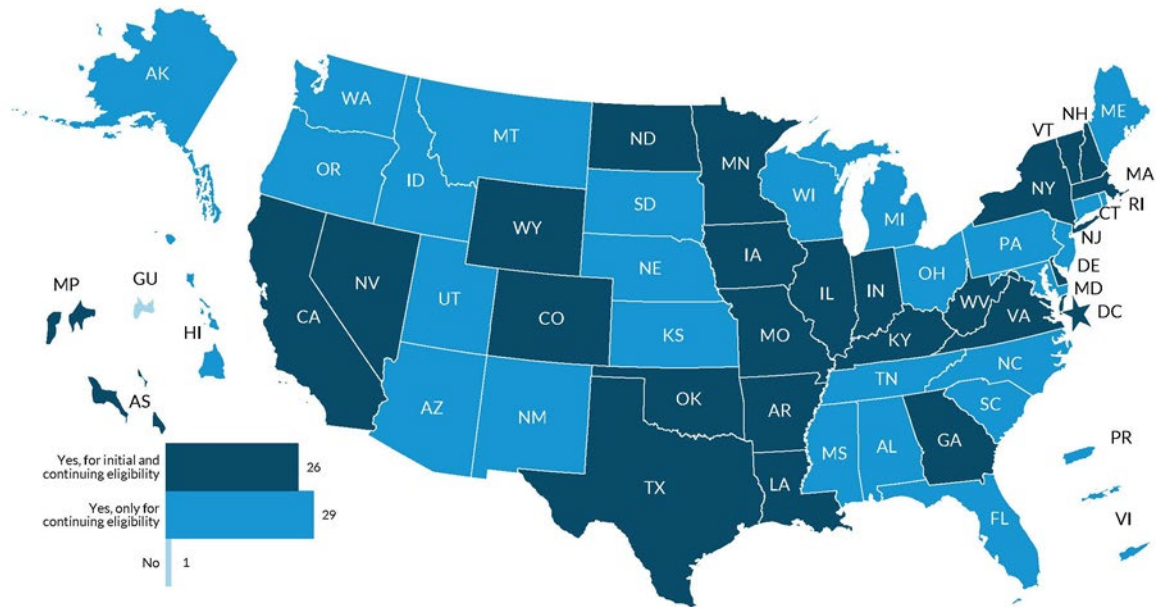 AK
WA
MT
ND
MN
OR
ID
SD
WI
MI
NY
VT
NH
ME
MA
RI
CT
NJ
WY
NE
IA
PA
DE
MD
DC
NV
UT
CO
IL
IN
OH
WV
VA
CA
KS
MO
KY
NC
TN
SC
AZ
NM
OK
AR
MS
AL
GA
TX
LA
FL
MP
GU
HI
AS
PR
VI
Yes, for initial and
continuing eligibility
26
Yes, only for
continuing eligibility
29
No
1